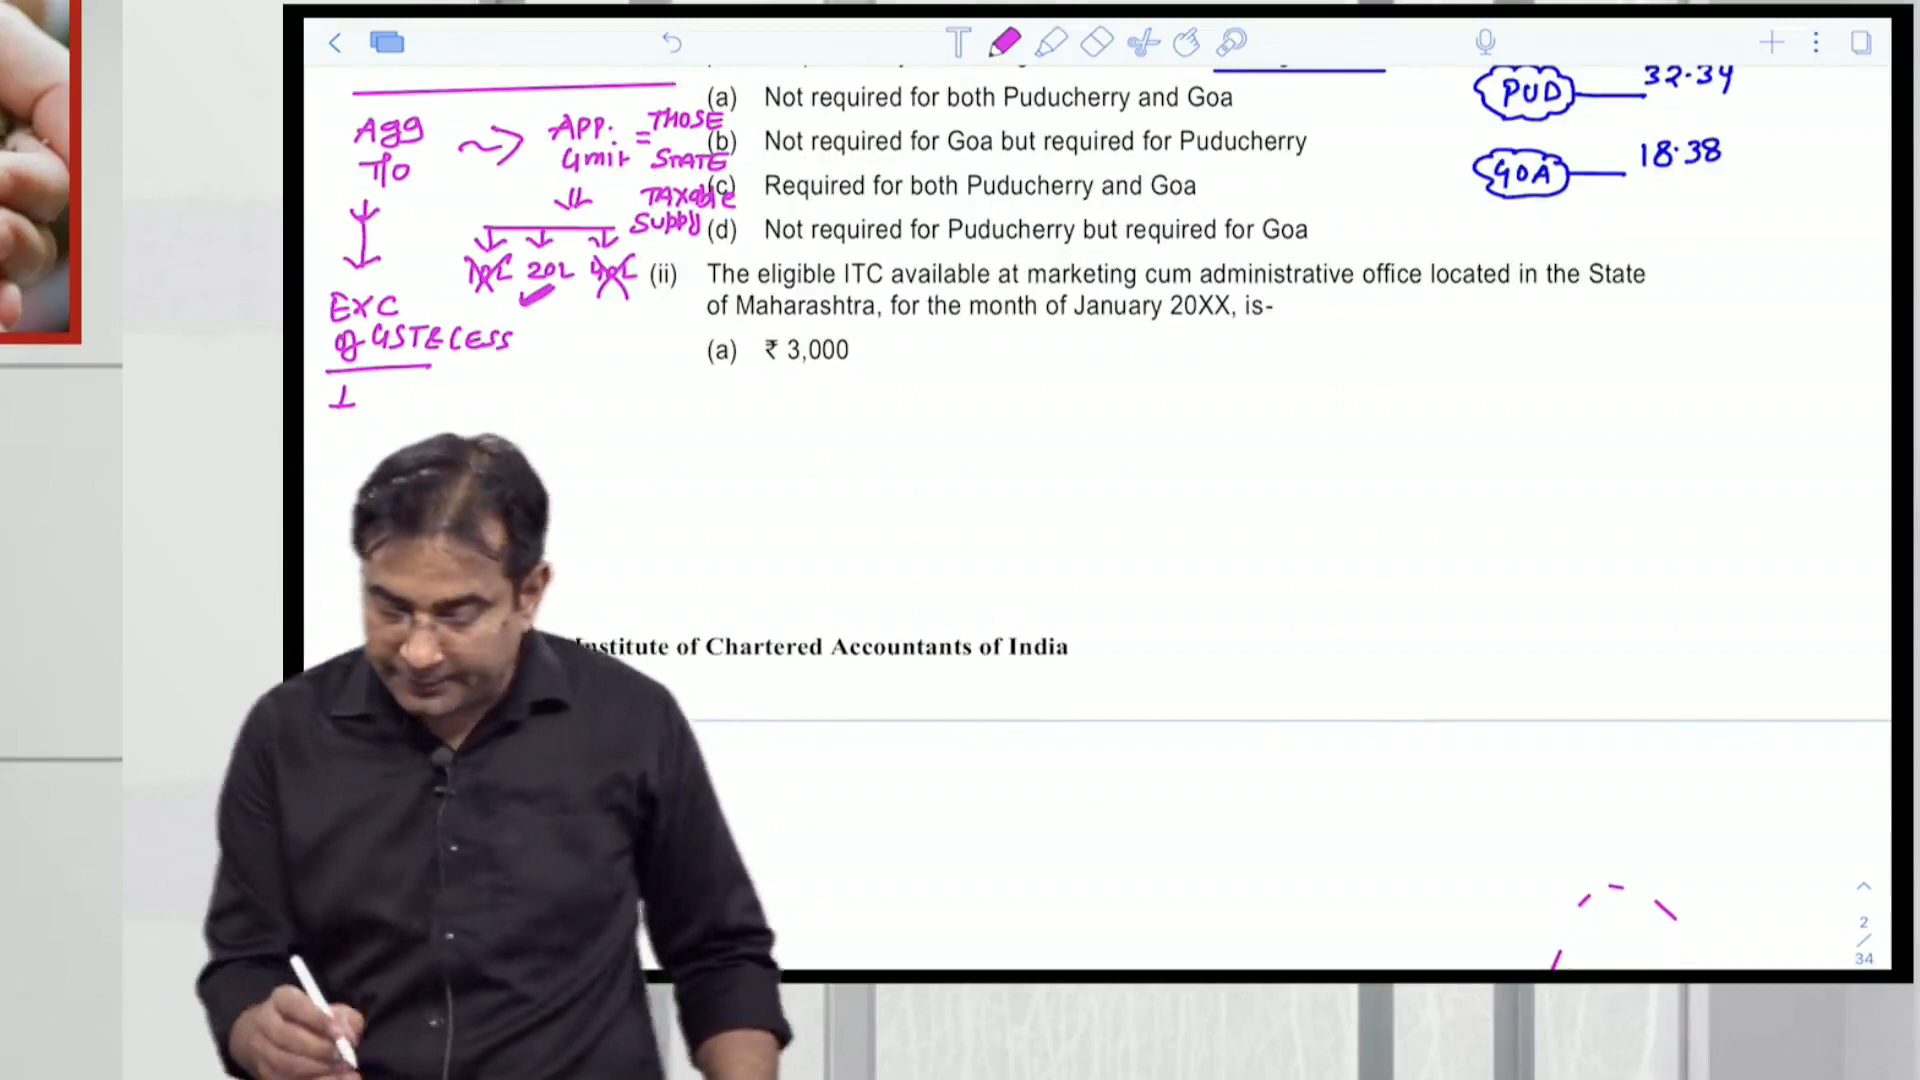 (a) Not required for both Puducherry and Goa
(b) Not required for Goa but required for Puducherry
(c) Required for both Puducherry and Goa
(d) Not required for Puducherry but required for Goa
(ii) The eligible ITC available at marketing cum administrative office located in the State
of Maharashtra, for the month of January 20XX, is-
(a) ₹ 3,000
Institute of Chartered Accountants of India
Agg
T/O
APP.
Limit
= THOSE
STATE
TAXable
Supply
10L 20L 40L
EXC
of GST & CESS
PUD 32.34
GOA 18.38
T
2
/
34